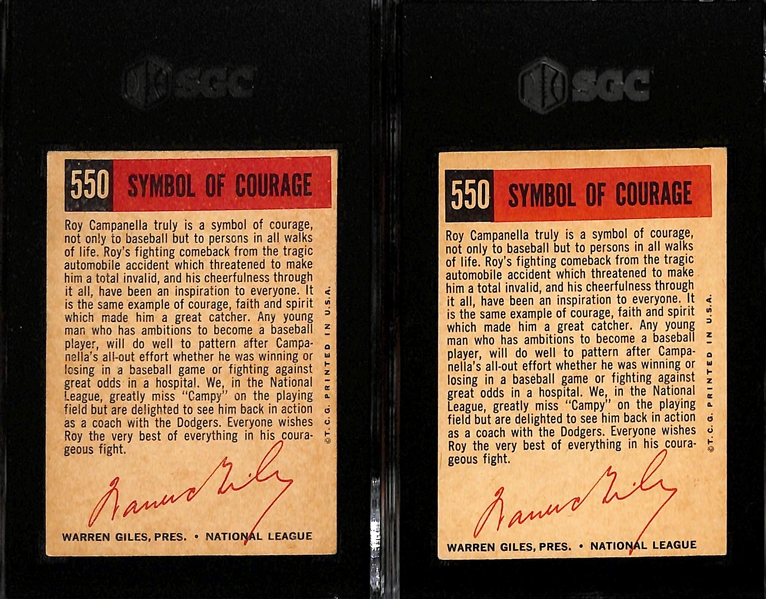 SGC
550 SYMBOL OF COURAGE
Roy Campanella truly is a symbol of courage,
not only to baseball but to persons in all walks
of life. Roy's fighting comeback from the tragic
automobile accident which threatened to make
him a total invalid, and his cheerfulness through
it all, have been an inspiration to everyone. It
is the same example of courage, faith and spirit
which made him a great catcher. Any young
man who has ambitions to become a baseball
player, will do well to pattern after Campa-
nella's all-out effort whether he was winning or
losing in a baseball game or fighting against
great odds in a hospital. We, in the National
League, greatly miss "Campy" on the playing
field but are delighted to see him back in action
as a coach with the Dodgers. Everyone wishes
Roy the very best of everything in his coura-
geous fight.
Warren Giles
WARREN GILES, PRES. • NATIONAL LEAGUE
©T.C.G. PRINTED IN U.S.A.
SGC
550 SYMBOL OF COURAGE
Roy Campanella truly is a symbol of courage,
not only to baseball but to persons in all walks
of life. Roy's fighting comeback from the tragic
automobile accident which threatened to make
him a total invalid, and his cheerfulness through
it all, have been an inspiration to everyone. It
is the same example of courage, faith and spirit
which made him a great catcher. Any young
man who has ambitions to become a baseball
player, will do well to pattern after Campa-
nella's all-out effort whether he was winning or
losing in a baseball game or fighting against
great odds in a hospital. We, in the National
League, greatly miss "Campy" on the playing
field but are delighted to see him back in action
as a coach with the Dodgers. Everyone wishes
Roy the very best of everything in his coura-
geous fight.
Warren Giles
WARREN GILES, PRES. • NATIONAL LEAGUE
©T.C.G. PRINTED IN U.S.A.